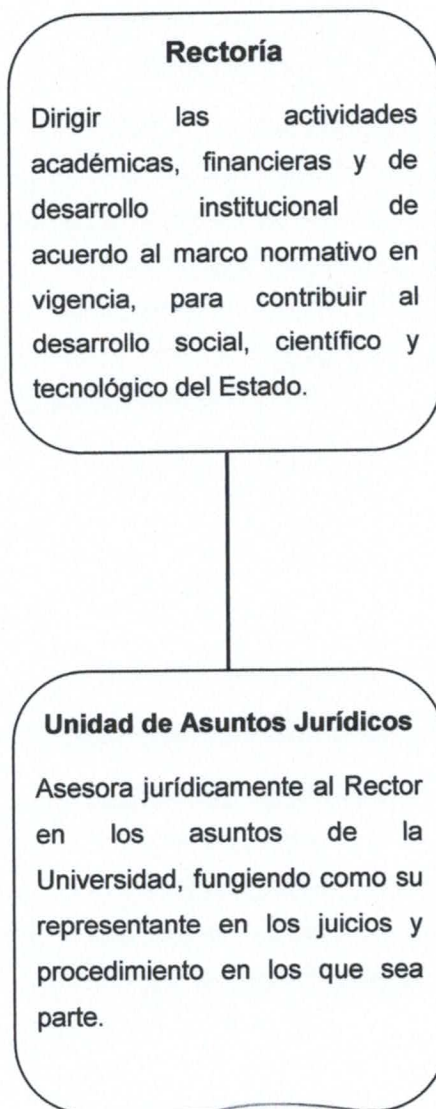 Rectoría
Dirigir las actividades
académicas, financieras y de
desarrollo institucional de
acuerdo al marco normativo en
vigencia, para contribuir al
desarrollo social, científico y
tecnológico del Estado.
Unidad de Asuntos Jurídicos
Asesora jurídicamente al Rector
en los asuntos de la
Universidad, fungiendo como su
representante en los juicios y
procedimiento en los que sea
parte.